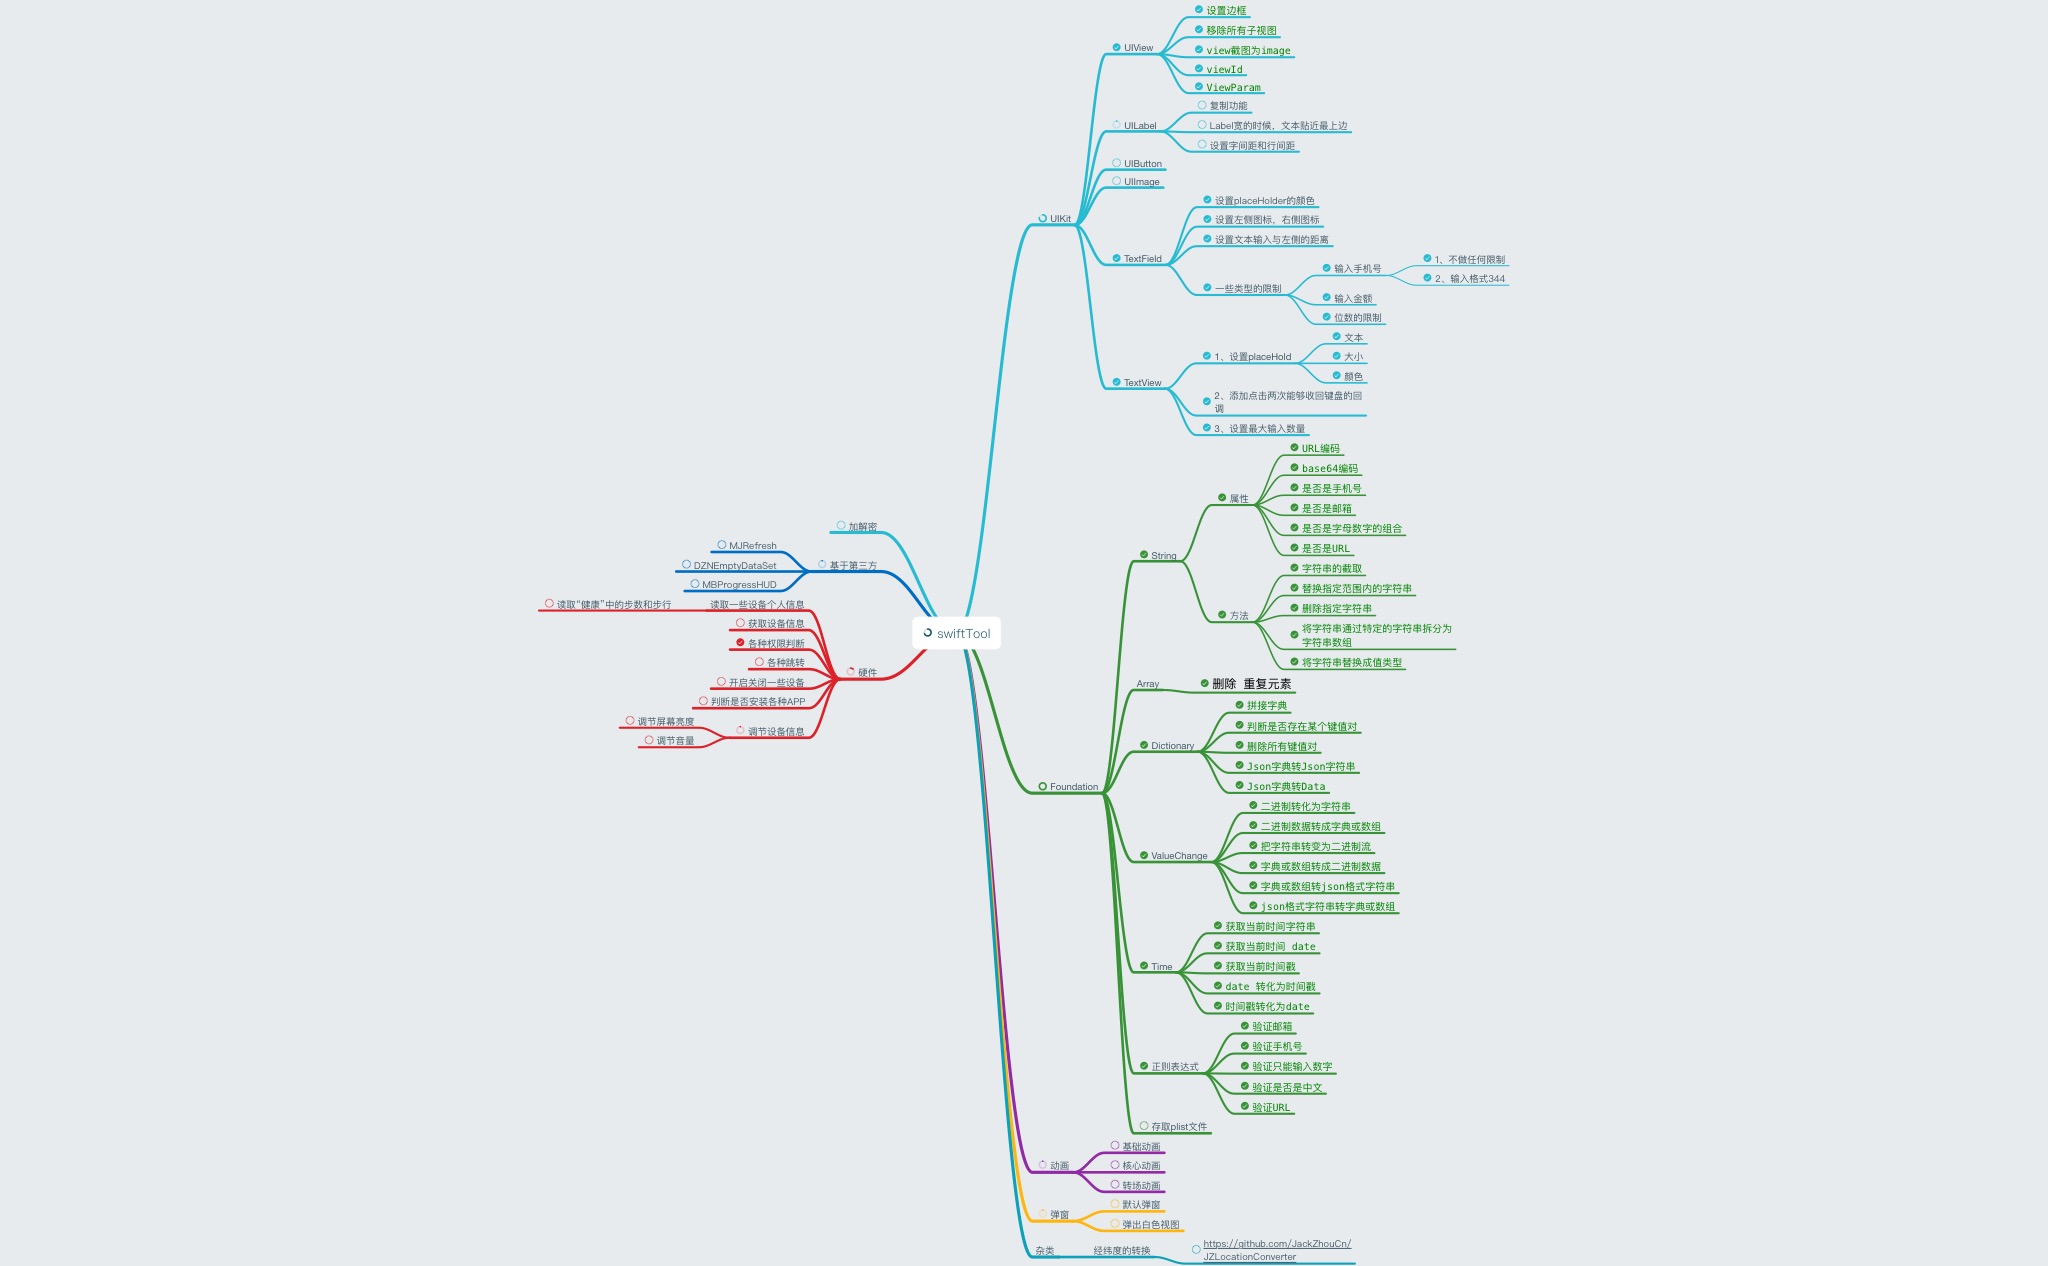 swiftTool
UIKit
UIView
设置边框
移除所有子视图
view截图为image
viewId
ViewParam
UILabel
复制功能
Label宽的时候，文本贴近最上边
设置字间距和行间距
UIButton
UIImage
TextField
设置placeHolder的颜色
设置左侧图标，右侧图标
设置文本输入与左侧的距离
一些类型的限制
输入手机号
1、不做任何限制
2、输入格式344
输入金额
位数的限制
TextView
1、设置placeHold
文本
大小
颜色
2、添加点击两次能够收回键盘的回
调
3、设置最大输入数量
Foundation
String
属性
URL编码
base64编码
是否是手机号
是否是邮箱
是否是字母数字的组合
是否是URL
方法
字符串的截取
替换指定范围内的字符串
删除指定字符串
将字符串通过特定的字符串拆分为
字符串数组
将字符串替换成值类型
Array
删除 重复元素
Dictionary
拼接字典
判断是否存在某个键值对
删除所有键值对
Json字典转Json字符串
Json字典转Data
ValueChange
二进制转化为字符串
二进制数据转成字典或数组
把字符串转变为二进制流
字典或数组转成二进制数据
字典或数组转json格式字符串
json格式字符串转字典或数组
Time
获取当前时间字符串
获取当前时间 date
获取当前时间戳
date 转化为时间戳
时间戳转化为date
正则表达式
验证邮箱
验证手机号
验证只能输入数字
验证是否是中文
验证URL
存取plist文件
动画
基础动画
核心动画
转场动画
弹窗
默认弹窗
弹出白色视图
杂类
经纬度的转换
https://github.com/JackZhouCn/
JZLocationConverter
加解密
基于第三方
MJRefresh
DZNEmptyDataSet
MBProgressHUD
硬件
读取一些设备个人信息
读取“健康”中的步数和步行
获取设备信息
各种权限判断
各种跳转
开启关闭一些设备
判断是否安装各种APP
调节设备信息
调节屏幕亮度
调节音量